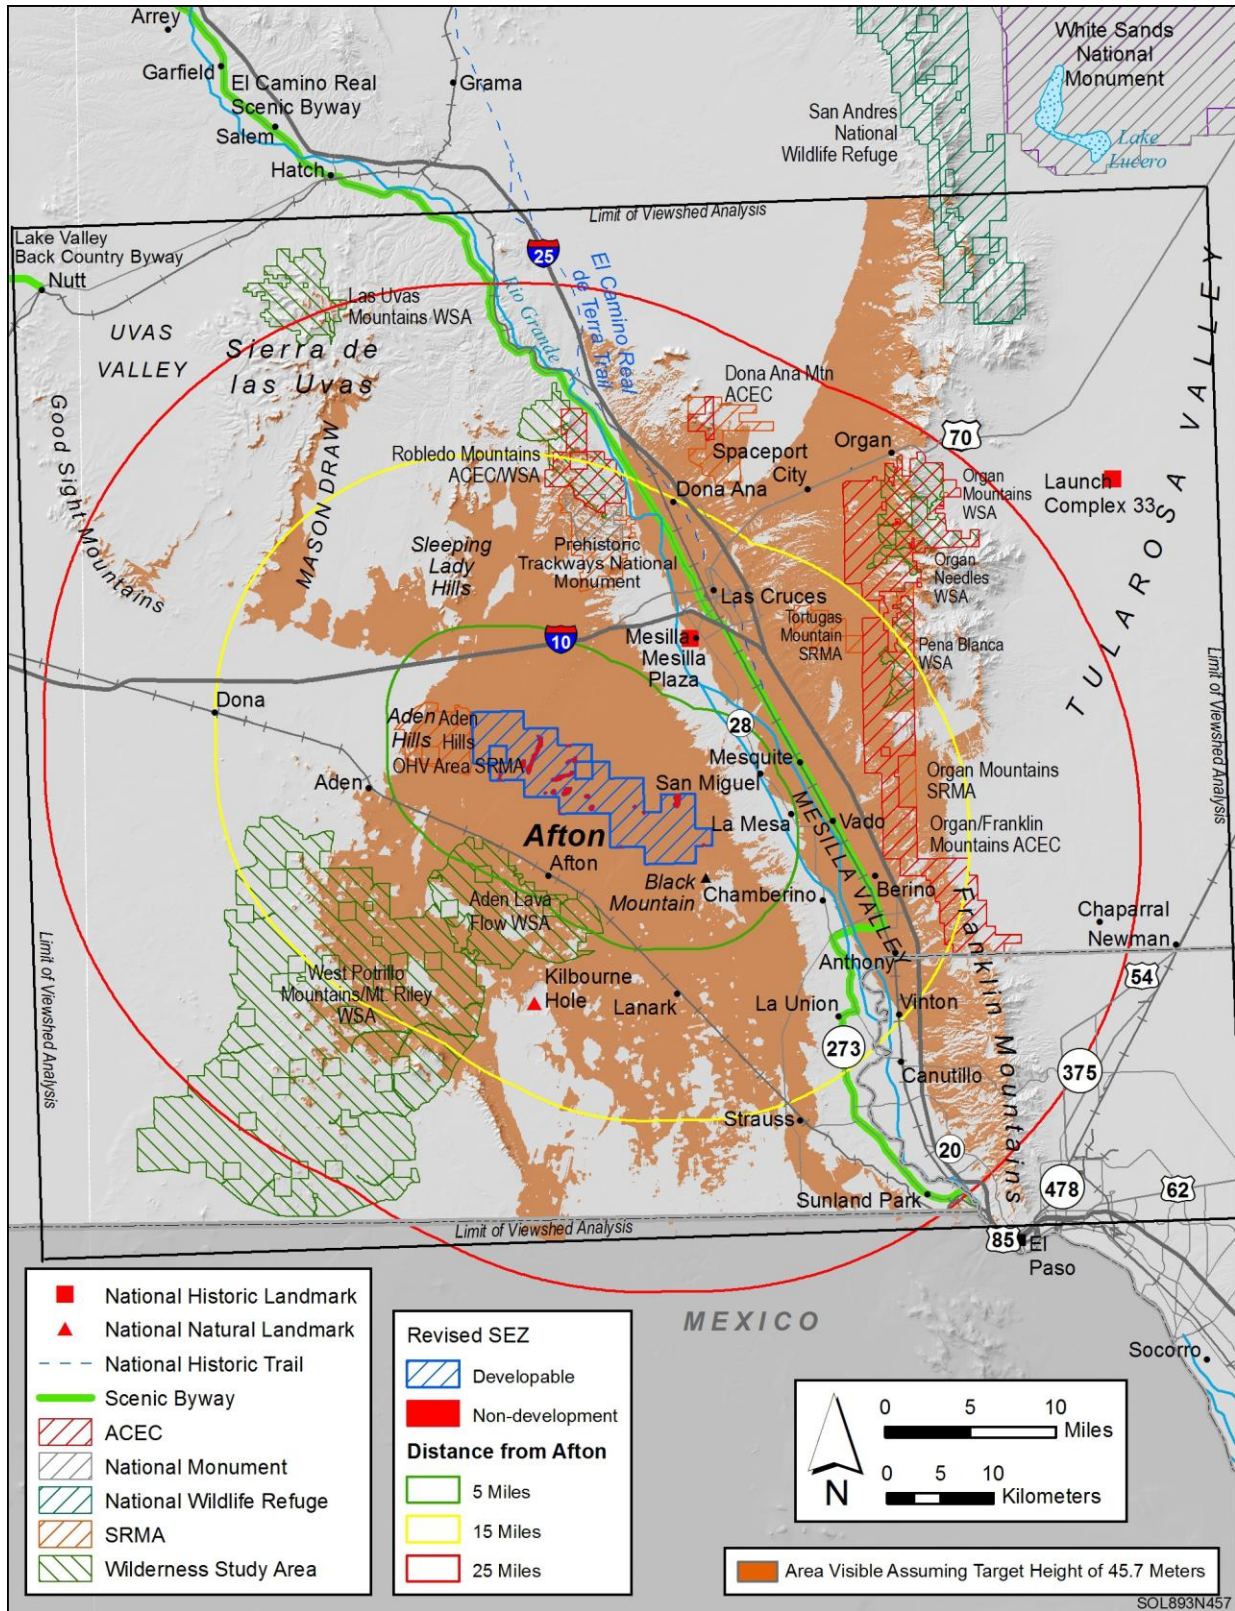 Arrey
Garfield
El Camino Real
Scenic Byway
Salem
Grama
Hatch
White Sands
National
Monument
San Andres
National
Wildlife Refuge
Lake
Lucero
Limit of Viewshed Analysis
Lake Valley
Back Country Byway
Nutt
25
El Camino Real
de Terra Trail
Rio Grande
UVAS
VALLEY
Las Uvas
Mountains WSA
Sierra de
las Uvas
Good Sight Mountains
MASON DRAW
Dona Ana Mtn
ACEC
Spaceport
City
Organ
70
Robledo Mountains
ACEC/WSA
Dona Ana
Organ
Mountains
WSA
Launch
Complex 33
Sleeping
Lady
Hills
Prehistoric
Trackways National
Monument
Organ
Needles
WSA
Las Cruces
TULAROSA VALLEY
10
Mesilla
Mesilla
Plaza
Tortugas
Mountain
SRMA
Pena Blanca
WSA
Limit of Viewshed Analysis
Dona
28
Aden
Hills
Aden
Hills
OHV Area SRMA
Mesquite
San Miguel
Aden
Organ Mountains
SRMA
La Mesa
Vado
MESILLA VALLEY
Organ/Franklin
Mountains ACEC
Afton
Afton
Black
Mountain
Chamberino
Berino
Aden Lava
Flow WSA
Franklin Mountains
Chaparral
Newman
Limit of Viewshed Analysis
Anthony
54
West Potrillo
Mountains/Mt. Riley
WSA
Kilbourne
Hole
Lanark
La Union
Vinton
273
Canutillo
375
Strauss
20
Sunland Park
478
62
Limit of Viewshed Analysis
85
El
Paso
MEXICO
Socorro
National Historic Landmark
National Natural Landmark
National Historic Trail
Scenic Byway
ACEC
National Monument
National Wildlife Refuge
SRMA
Wilderness Study Area
Revised SEZ
Developable
Non-development
Distance from Afton
5 Miles
15 Miles
25 Miles
N
0 5 10
Miles
0 5 10
Kilometers
Area Visible Assuming Target Height of 45.7 Meters
SOL893N457